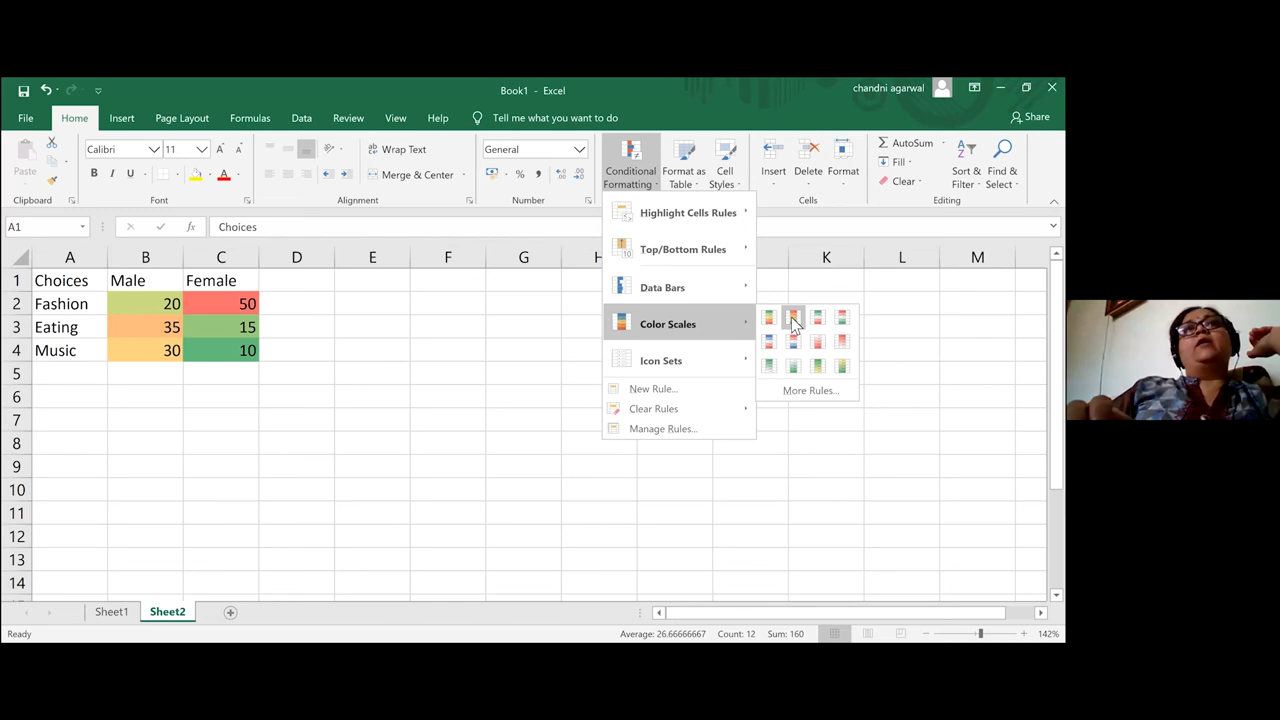 Book1 - Excel
chandni agarwal
File Home Insert Page Layout Formulas Data Review View Help Tell me what you want to do Share
Paste
Clipboard
Calibri 11
B I U A
Font
Wrap Text
Merge & Center
Alignment
General
% ,
Number
Conditional Formatting
Format as Table
Cell Styles
Insert Delete Format
Cells
AutoSum
Fill
Clear
Sort & Filter
Find & Select
Editing
A1 fx Choices
Highlight Cells Rules
Top/Bottom Rules
Data Bars
Color Scales
Icon Sets
New Rule...
Clear Rules
Manage Rules...
More Rules...
A B C D E F G H K L M
1 Choices Male Female
2 Fashion 20 50
3 Eating 35 15
4 Music 30 10
5
6
7
8
9
10
11
12
13
14
Sheet1 Sheet2
Ready Average: 26.66666667 Count: 12 Sum: 160 142%